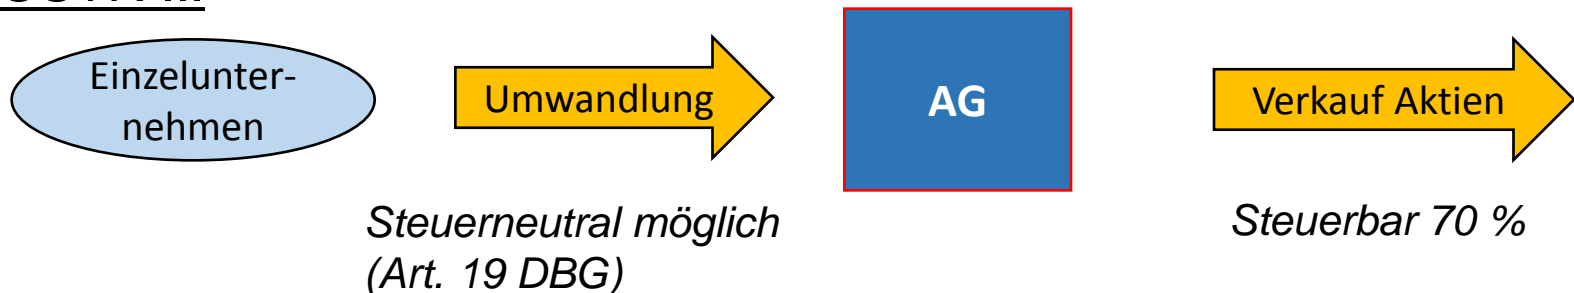 Einzelunter-
nehmen
Umwandlung
AG
Verkauf Aktien
Steuerneutral möglich
(Art. 19 DBG)
Steuerbar 70 %